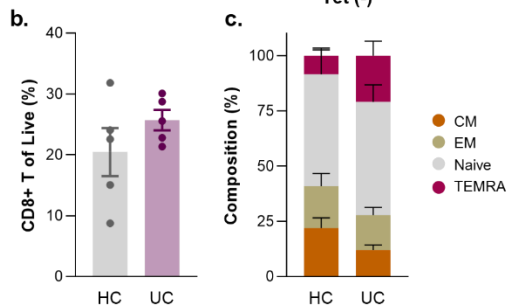 b.
CD8+ T of Live (%)
40
30
20
10
0
HC
UC
c.
Composition (%)
100
75
50
25
0
HC
UC
CM
EM
Naive
TEMRA